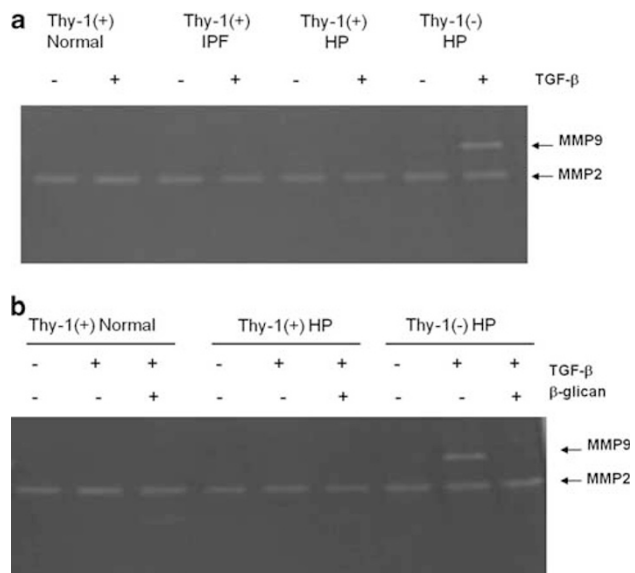 a
Thy-1(+) Thy-1(+) Thy-1(+) Thy-1(-)
Normal IPF HP HP
- + - + - + - + TGF-β
MMP9
MMP2
b
Thy-1(+) Normal Thy-1(+) HP Thy-1(-) HP
- + + - + + - + + TGF-β
- - + - - + - - + β-glican
MMP9
MMP2